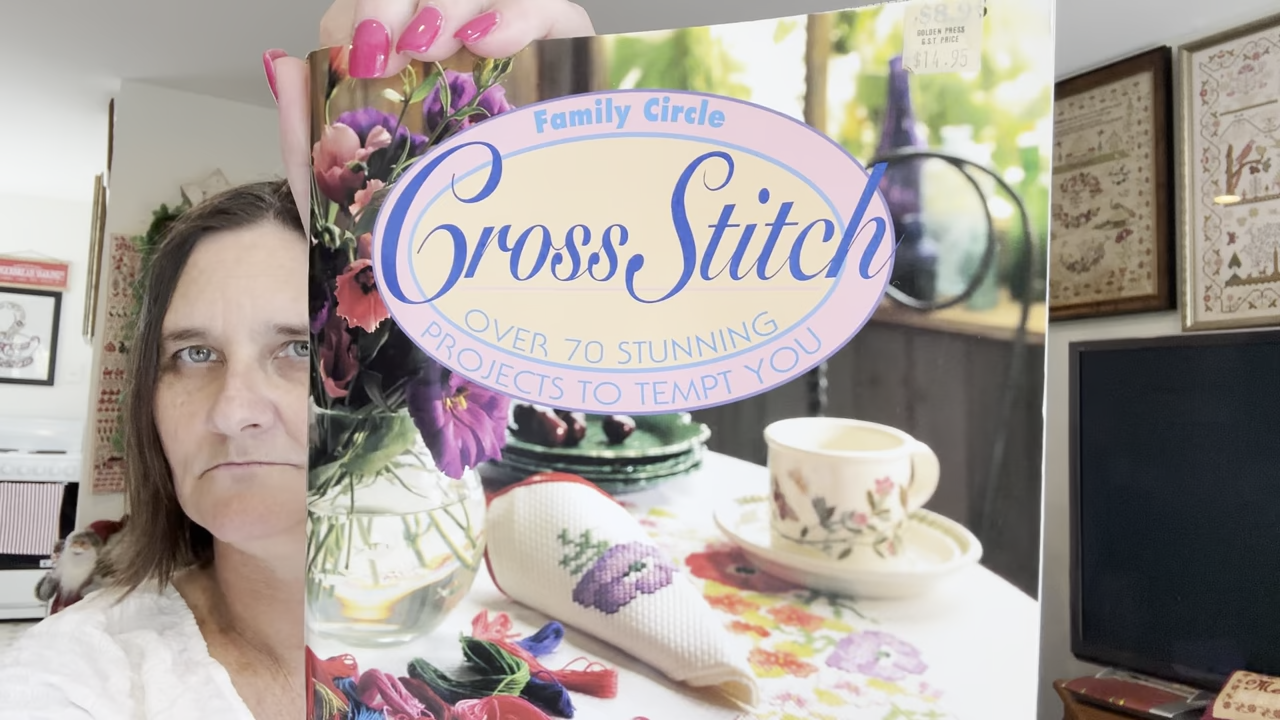 Family Circle
Cross Stitch
OVER 70 STUNNING
PROJECTS TO TEMPT YOU
$8.9
GOLDEN PRESS
G.S.T. PRICE
$14.95